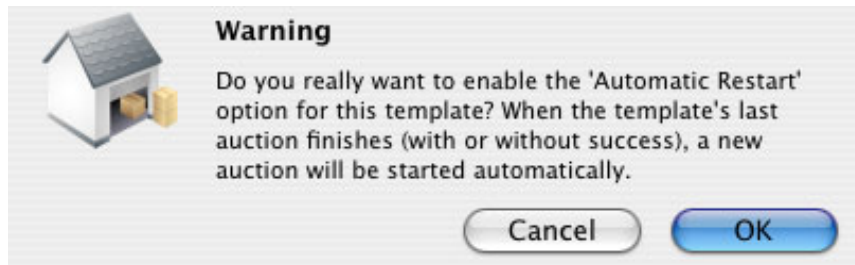 Warning
Do you really want to enable the 'Automatic Restart'
option for this template? When the template's last
auction finishes (with or without success), a new
auction will be started automatically.
Cancel
OK